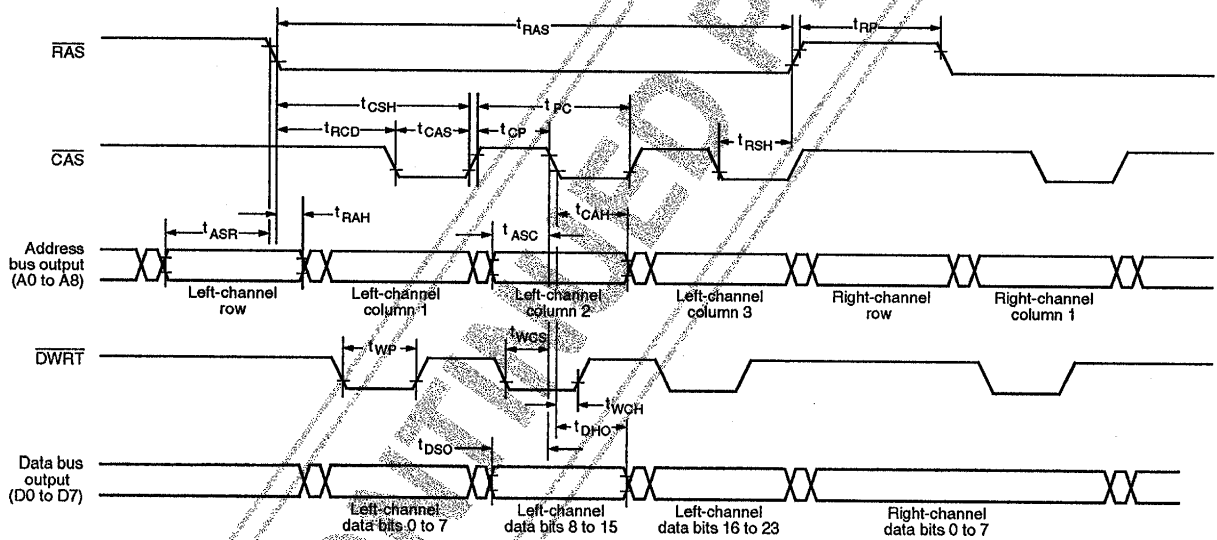 tRAS
tRP
RAS
tCSH
tPC
tRCD
tCAS
tCP
tRSH
CAS
tCAH
tRAH
tASR
tASC
Address
bus output
(A0 to A8)
Left-channel
row
Left-channel
column 1
Left-channel
column 2
Left-channel
column 3
Right-channel
row
Right-channel
column 1
tWP
tWCS
DWRT
tWCH
tDHO
tDSO
Data bus
output
(D0 to D7)
Left-channel
data bits 0 to 7
Left-channel
data bits 8 to 15
Left-channel
data bits 16 to 23
Right-channel
data bits 0 to 7